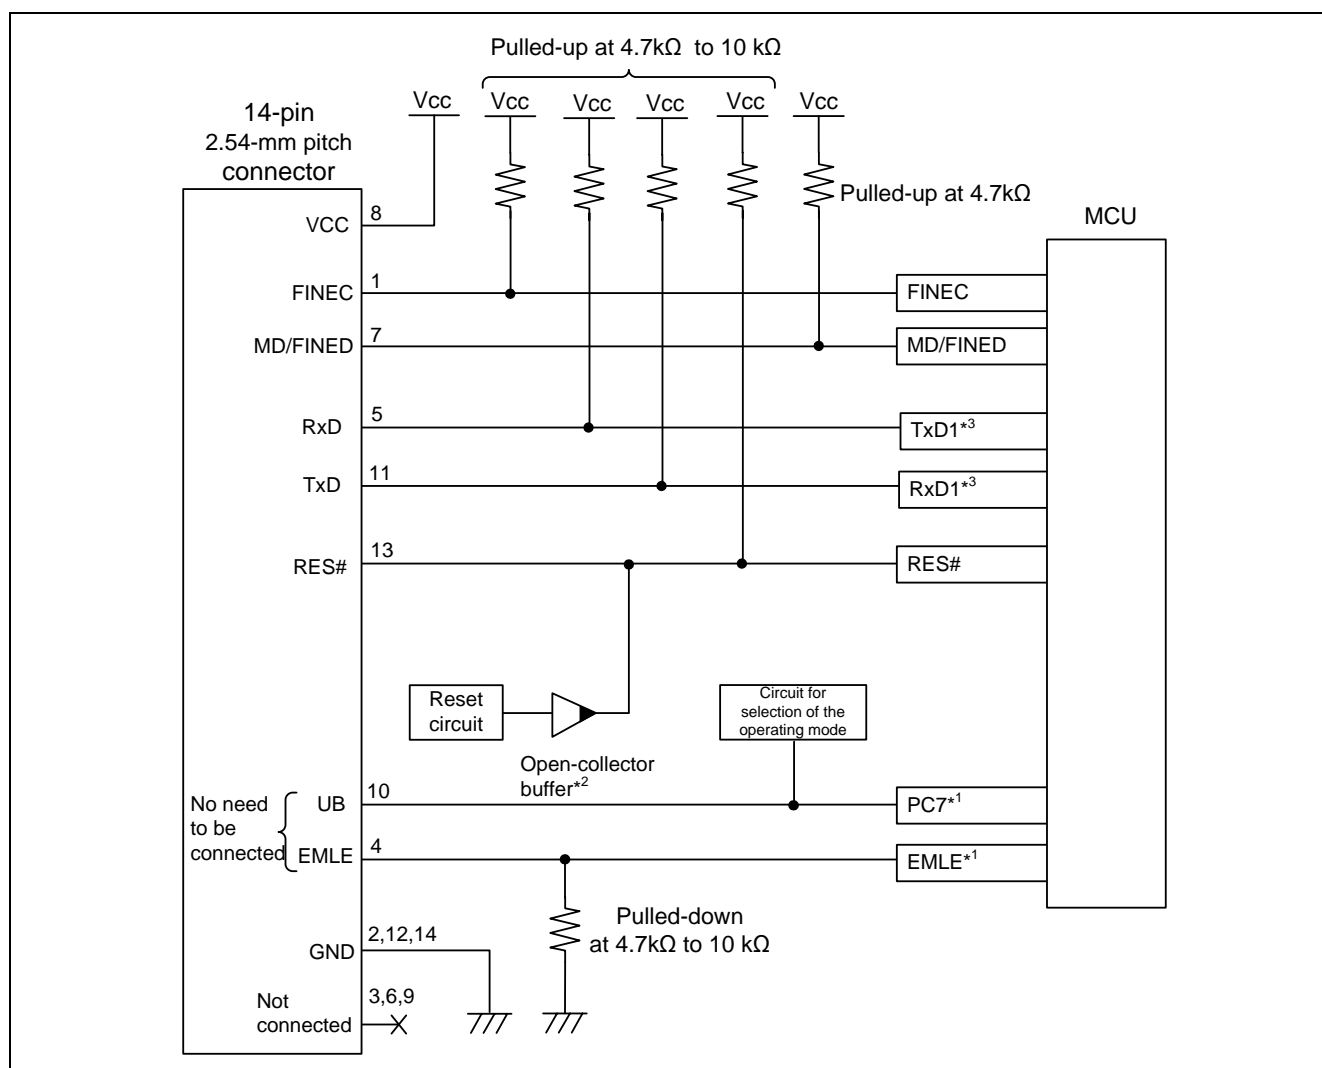 Pulled-up at 4.7kΩ to 10 kΩ
14-pin
2.54-mm pitch
connector
Vcc
Vcc
Vcc
Vcc
Vcc
Vcc
Pulled-up at 4.7kΩ
MCU
VCC
8
FINEC
1
FINEC
MD/FINED
7
MD/FINED
RxD
5
TxD1*3
TxD
11
RxD1*3
RES#
13
RES#
Reset
circuit
Open-collector
buffer*2
Circuit for
selection of the
operating mode
No need
to be
connected
UB
10
PC7*1
EMLE
4
EMLE*1
Pulled-down
at 4.7kΩ to 10 kΩ
GND
2,12,14
Not
connected
3,6,9